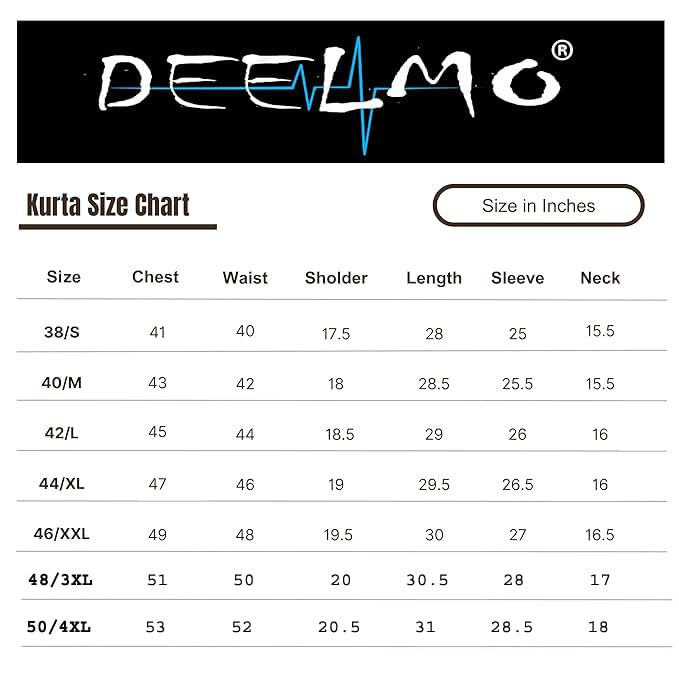 DEELMO®
Kurta Size Chart
Size in Inches
Size Chest Waist Sholder Length Sleeve Neck
38/S 41 40 17.5 28 25 15.5
40/M 43 42 18 28.5 25.5 15.5
42/L 45 44 18.5 29 26 16
44/XL 47 46 19 29.5 26.5 16
46/XXL 49 48 19.5 30 27 16.5
48/3XL 51 50 20 30.5 28 17
50/4XL 53 52 20.5 31 28.5 18